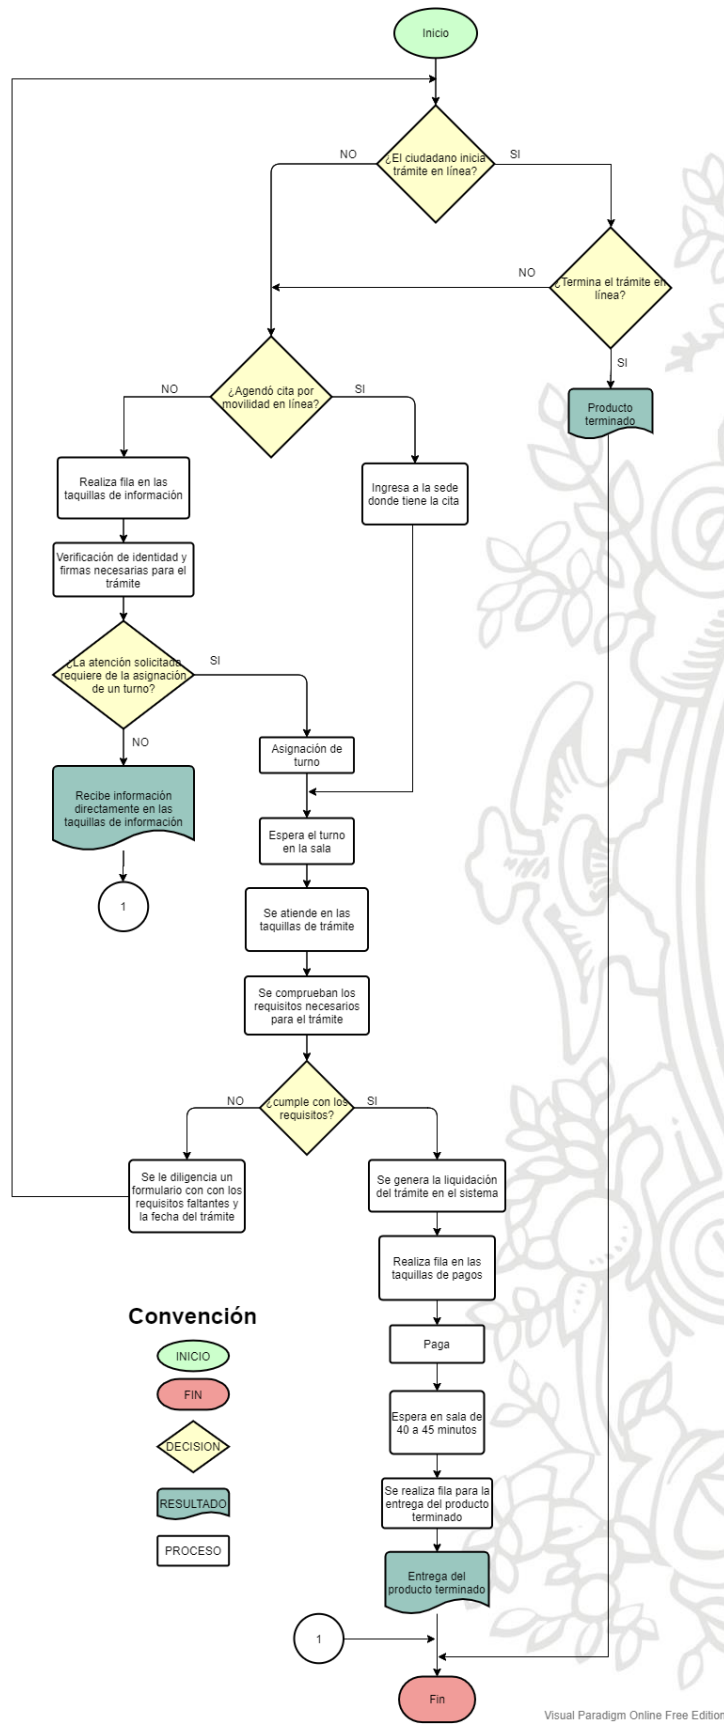 Inicio
¿El ciudadano inicia
trámite en línea?
NO
SI
¿Termina el trámite en
línea?
NO
SI
Producto
terminado
¿Agendó cita por
movilidad en línea?
NO
SI
Realiza fila en las
taquillas de información
Ingresa a la sede
donde tiene la cita
Verificación de identidad y
firmas necesarias para el
trámite
¿La atención solicitada
requiere de la asignación
de un turno?
SI
NO
Asignación de
turno
Recibe información
directamente en las
taquillas de información
Espera el turno
en la sala
1
Se atiende en las
taquillas de trámite
Se comprueban los
requisitos necesarios
para el trámite
¿cumple con los
requisitos?
NO
SI
Se le diligencia un
formulario con con los
requisitos faltantes y
la fecha del trámite
Se genera la liquidación
del trámite en el sistema
Realiza fila en las
taquillas de pagos
Paga
Espera en sala de
40 a 45 minutos
Se realiza fila para la
entrega del producto
terminado
Entrega del
producto terminado
1
Fin
Convención
INICIO
FIN
DECISION
RESULTADO
PROCESO
Visual Paradigm Online Free Edition